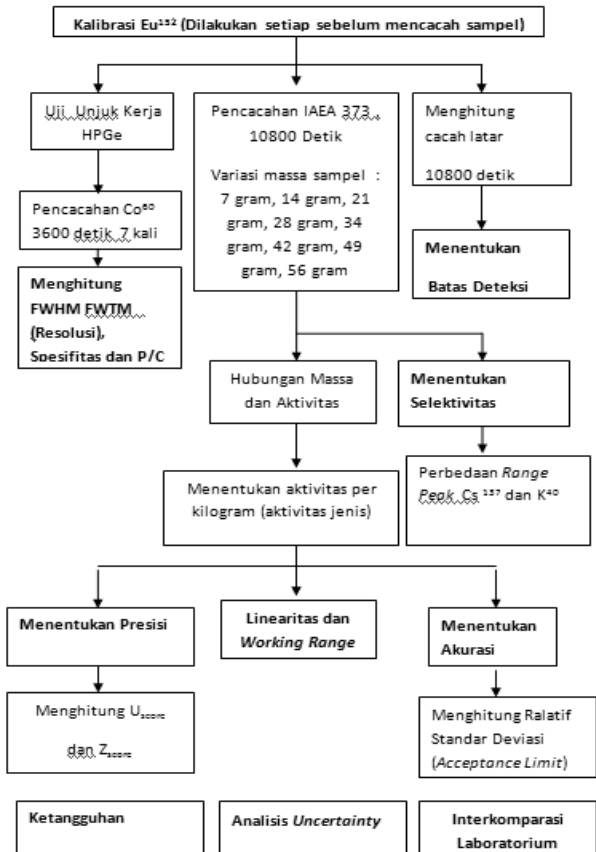 Kalibrasi Eu¹⁵² (Dilakukan setiap sebelum mencacah sampel)
Uji Unjuk Kerja
HPGe
Pencacahan Co⁶⁰
3600 detik 7 kali
Menghitung
FWHM FWTM
(Resolusi),
Spesifitas dan P/C
Pencacahan IAEA 373 ,
10800 Detik
Variasi massa sampel :
7 gram, 14 gram, 21
gram, 28 gram, 34
gram, 42 gram, 49
gram, 56 gram
Menghitung
cacah latar
10800 detik
Menentukan
Batas Deteksi
Hubungan Massa
dan Aktivitas
Menentukan
Selektivitas
Menentukan aktivitas per
kilogram (aktivitas jenis)
Perbedaan Range
Peak Cs ¹³⁷ dan K⁴⁰
Menentukan Presisi
Linearitas dan
Working Range
Menentukan
Akurasi
Menghitung Uscore
dan Zscore
Menghitung Ralatif
Standar Deviasi
(Acceptance Limit)
Ketangguhan
Analisis Uncertainty
Interkomparasi
Laboratorium